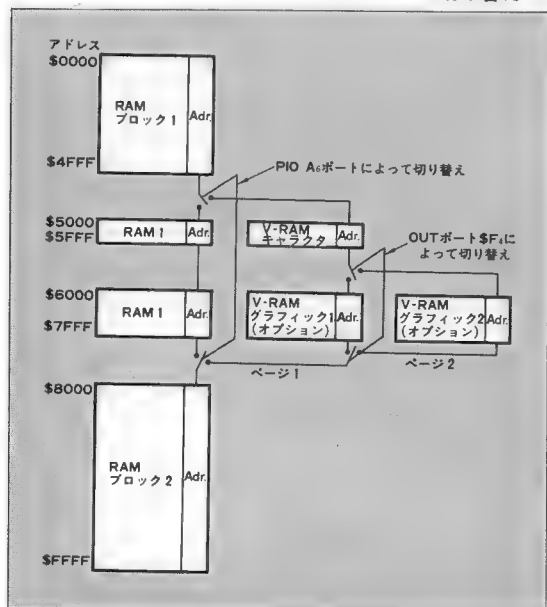 アドレス
$0000
RAM
ブロック1
Adr.
$4FFF
PIO A6ポートによって切り替え
$5000
$5FFF
RAM 1
Adr.
V-RAM
キャラクタ
Adr.
OUTポート$F4に
よって切り替え
$6000
$7FFF
RAM 1
Adr.
V-RAM
グラフィック1
(オプション)
Adr.
V-RAM
グラフィック2
(オプション)
Adr.
ページ1
ページ2
$8000
RAM
ブロック2
Adr.
$FFFF